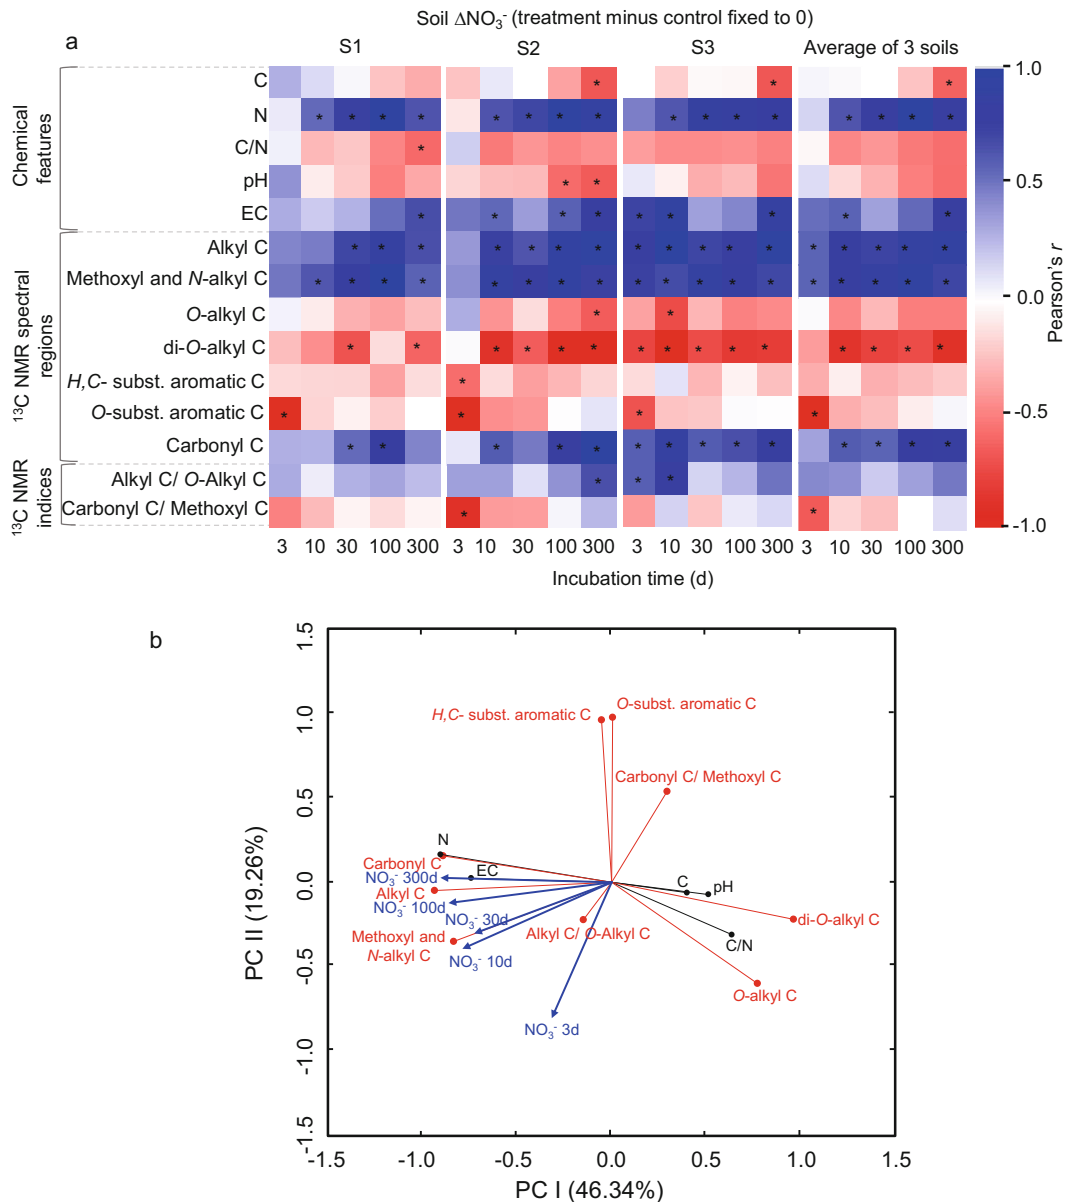 Soil ΔNO₃⁻ (treatment minus control fixed to 0)
a
S1 S2 S3 Average of 3 soils
Chemical features
C
N
C/N
pH
EC
¹³C NMR spectral regions
Alkyl C
Methoxyl and N-alkyl C
O-alkyl C
di-O-alkyl C
H,C- subst. aromatic C
O-subst. aromatic C
Carbonyl C
¹³C NMR indices
Alkyl C/ O-Alkyl C
Carbonyl C/ Methoxyl C
3 10 30 100 300 3 10 30 100 300 3 10 30 100 300 3 10 30 100 300
Incubation time (d)
1.0
0.5
0.0
-0.5
-1.0
Pearson's r
b
PC II (19.26%)
1.5
1.0
0.5
0.0
-0.5
-1.0
-1.5
H,C- subst. aromatic C
O-subst. aromatic C
Carbonyl C/ Methoxyl C
N
Carbonyl C
EC
NO₃⁻ 300d
Alkyl C
NO₃⁻ 100d
NO₃⁻ 30d
Methoxyl and
N-alkyl C
NO₃⁻ 10d
Alkyl C/ O-Alkyl C
NO₃⁻ 3d
C
pH
di-O-alkyl C
C/N
O-alkyl C
-1.5 -1.0 -0.5 0.0 0.5 1.0 1.5
PC I (46.34%)